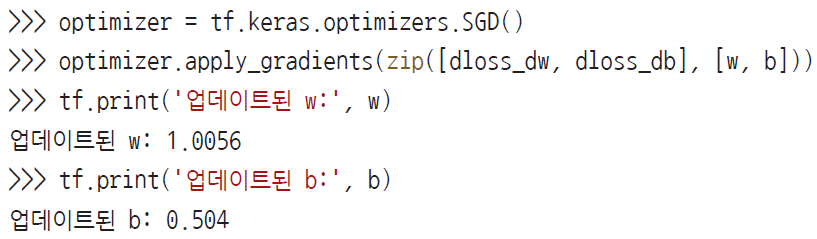 >>> optimizer = tf.keras.optimizers.SGD()
>>> optimizer.apply_gradients(zip([dloss_dw, dloss_db], [w, b]))
>>> tf.print('업데이트된 w:', w)
업데이트된 w: 1.0056
>>> tf.print('업데이트된 b:', b)
업데이트된 b: 0.504